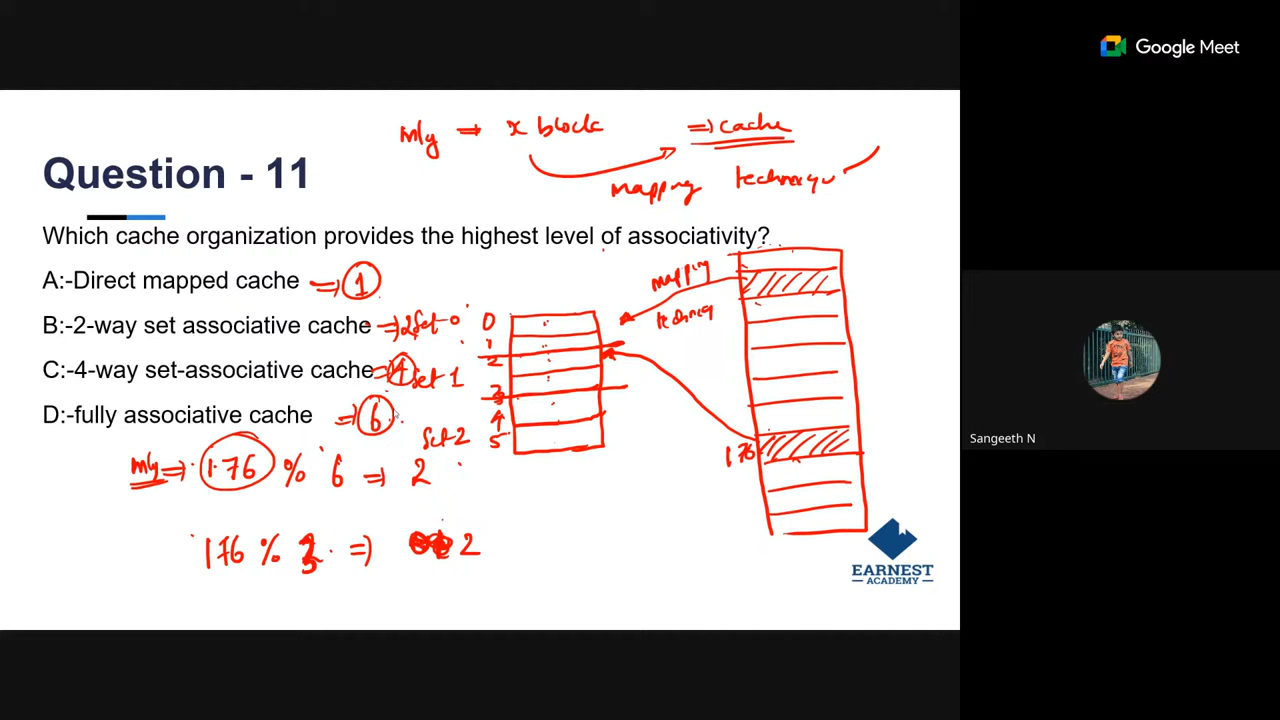 Google Meet
mly ⇒ x block ⇒ cache
mapping
Question - 11
Which cache organization provides the highest level of associativity?
A:-Direct mapped cache ⇒ 1
B:-2-way set associative cache ⇒ 2
C:-4-way set-associative cache ⇒ 4
D:-fully associative cache ⇒ 6
Set-0
Set 1
Set-2
0
1
2
3
4
5
mapping
176
mly ⇒ 176 % 6 ⇒ 2
176 % 3 ⇒ 2
EARNEST
ACADEMY
Sangeeth N